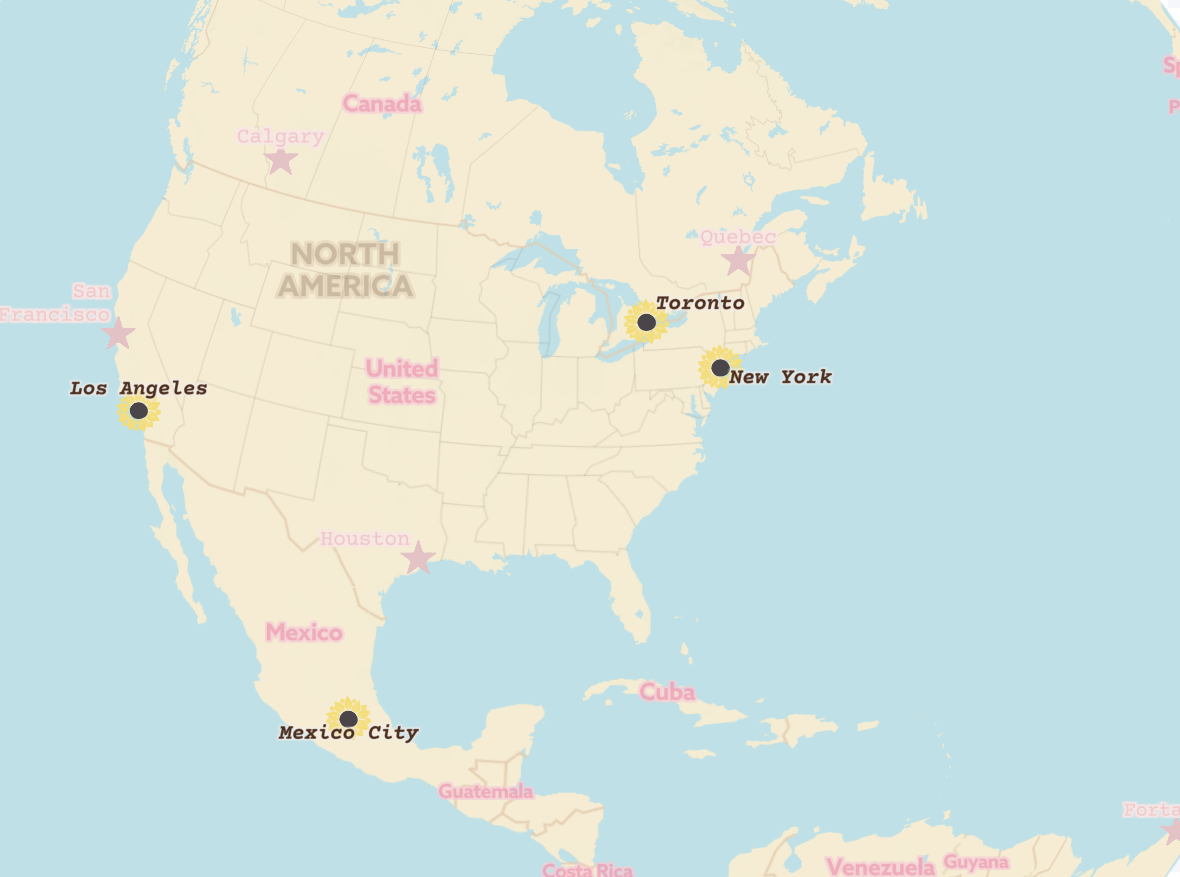 Sp
P
Canada
Calgary
Quebec
NORTH
AMERICA
San
Francisco
Toronto
United
States
New York
Los Angeles
Houston
Mexico
Cuba
Mexico City
Guatemala
Forta
Venezuela
Guyana
Costa Rica